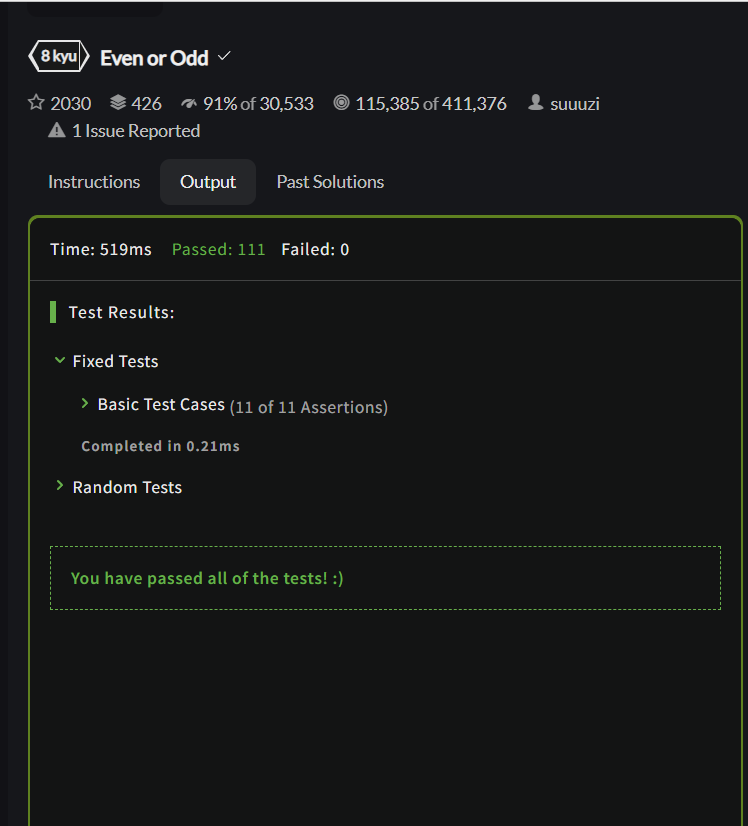 8 kyu Even or Odd
2030 426 91% of 30,533 115,385 of 411,376 suuuzi
1 Issue Reported
Instructions Output Past Solutions
Time: 519ms Passed: 111 Failed: 0
Test Results:
Fixed Tests
Basic Test Cases (11 of 11 Assertions)
Completed in 0.21ms
Random Tests
You have passed all of the tests! :)